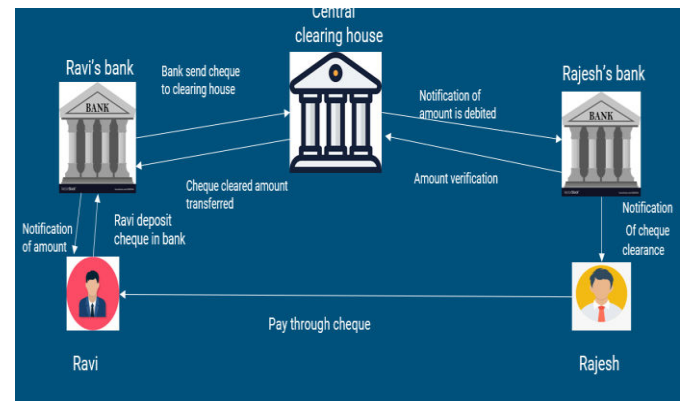 Central
clearing house
Ravi's bank
Bank send cheque
to clearing house
Rajesh's bank
Notification of
amount is debited
BANK
BANK
Cheque cleared amount
transferred
Amount verification
Notification
of amount
Ravi deposit
cheque in bank
Notification
Of cheque
clearance
Pay through cheque
Ravi
Rajesh